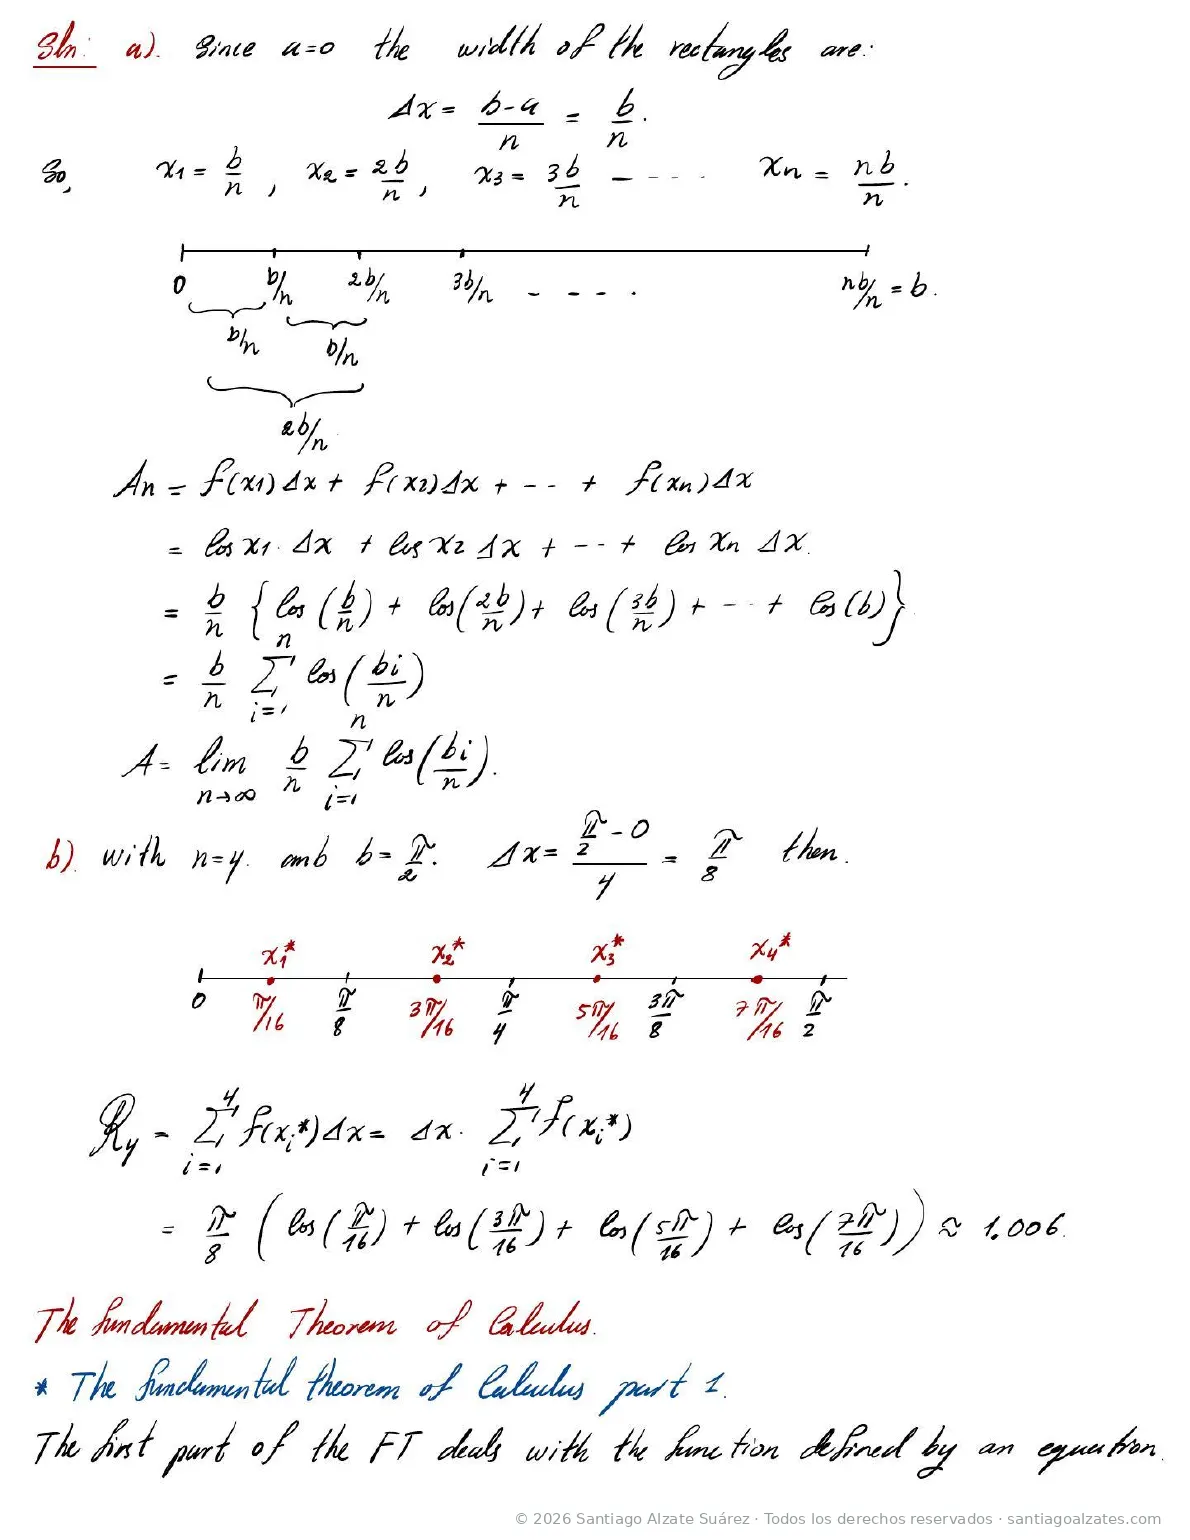 Sln: a). Since a=0 the width of the rectangles are:
Δx = (b-a)/n = b/n.
So, x1 = b/n , x2 = 2b/n , x3 = 3b/n - - - - · xn = nb/n.
0 b/n 2b/n 3b/n - - - - . nb/n = b.
b/n b/n
2b/n
An = f(x1)Δx + f(x2)Δx + -- + f(xn)Δx
= Cos x1 · Δx + Cos x2 Δx + -- + Cos xn Δx.
= b/n { Cos(b/n) + Cos(2b/n) + Cos(3b/n) + -- + Cos(b) }
= b/n ∑_{i=1}^{n} Cos(bi/n)
A = lim_{n→∞} b/n ∑_{i=1}^{n} Cos(bi/n).
b) with n=4. and b = π/2. Δx = (π/2 - 0)/4 = π/8 then.
x1* x2* x3* x4*
0 π/16 π/8 3π/16 π/4 5π/16 3π/8 7π/16 π/2
R4 = ∑_{i=1}^{4} f(xi*)Δx = Δx · ∑_{i=1}^{4} f(xi*)
= π/8 ( Cos(π/16) + Cos(3π/16) + Cos(5π/16) + Cos(7π/16) ) ≈ 1.006.
The fundamental Theorem of Calculus.
* The fundamental theorem of Calculus part 1.
The first part of the FT deals with the function defined by an equation.
© 2026 Santiago Alzate Suárez · Todos los derechos reservados · santiagoalzates.com